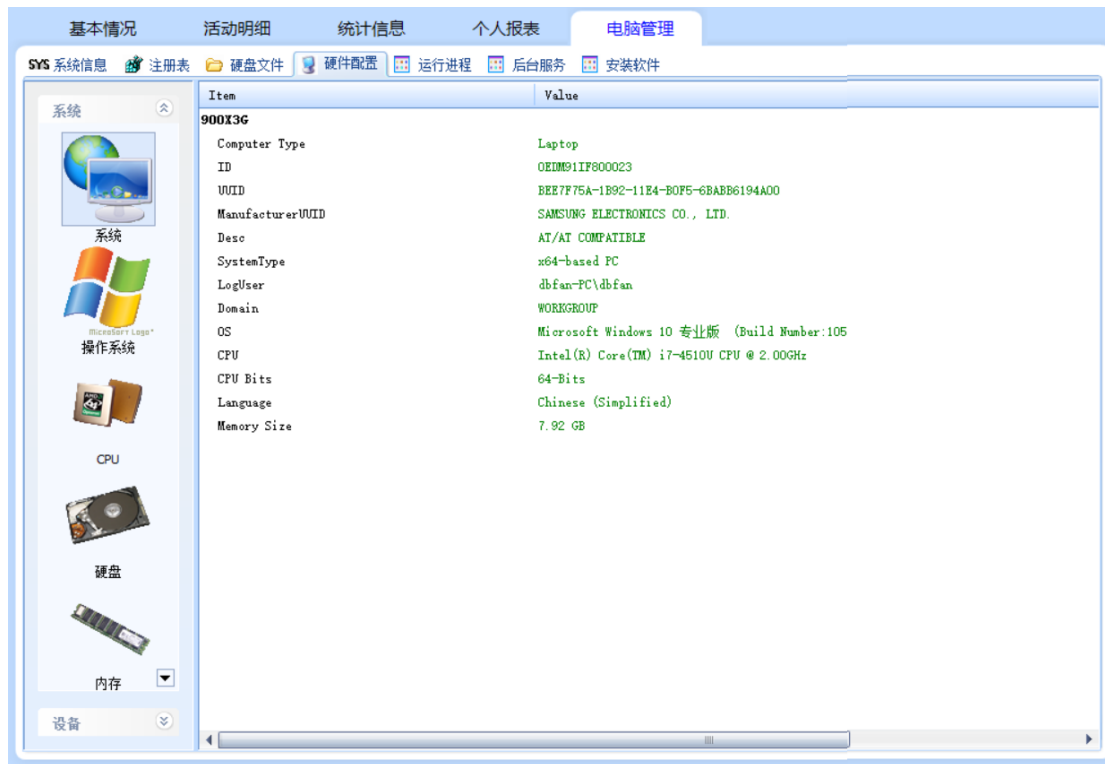 基本情况 活动明细 统计信息 个人报表 电脑管理
SYS 系统信息 注册表 硬盘文件 硬件配置 运行进程 后台服务 安装软件
系统
Item Value
900X3G
Computer Type Laptop
ID 0EDM91IF800023
UUID BEE7F75A-1B92-11E4-B0F5-6BABB6194A00
ManufacturerUUID SAMSUNG ELECTRONICS CO., LTD.
系统
Desc AT/AT COMPATIBLE
SystemType x64-based PC
LogUser dbfan-PC\dbfan
Domain WORKGROUP
Microsoft Logo*
OS Microsoft Windows 10 专业版 (Build Number:105
操作系统
CPU Intel(R) Core(TM) i7-4510U CPU @ 2.00GHz
CPU Bits 64-Bits
Language Chinese (Simplified)
AMD
Memory Size 7.92 GB
CPU
硬盘
内存
设备